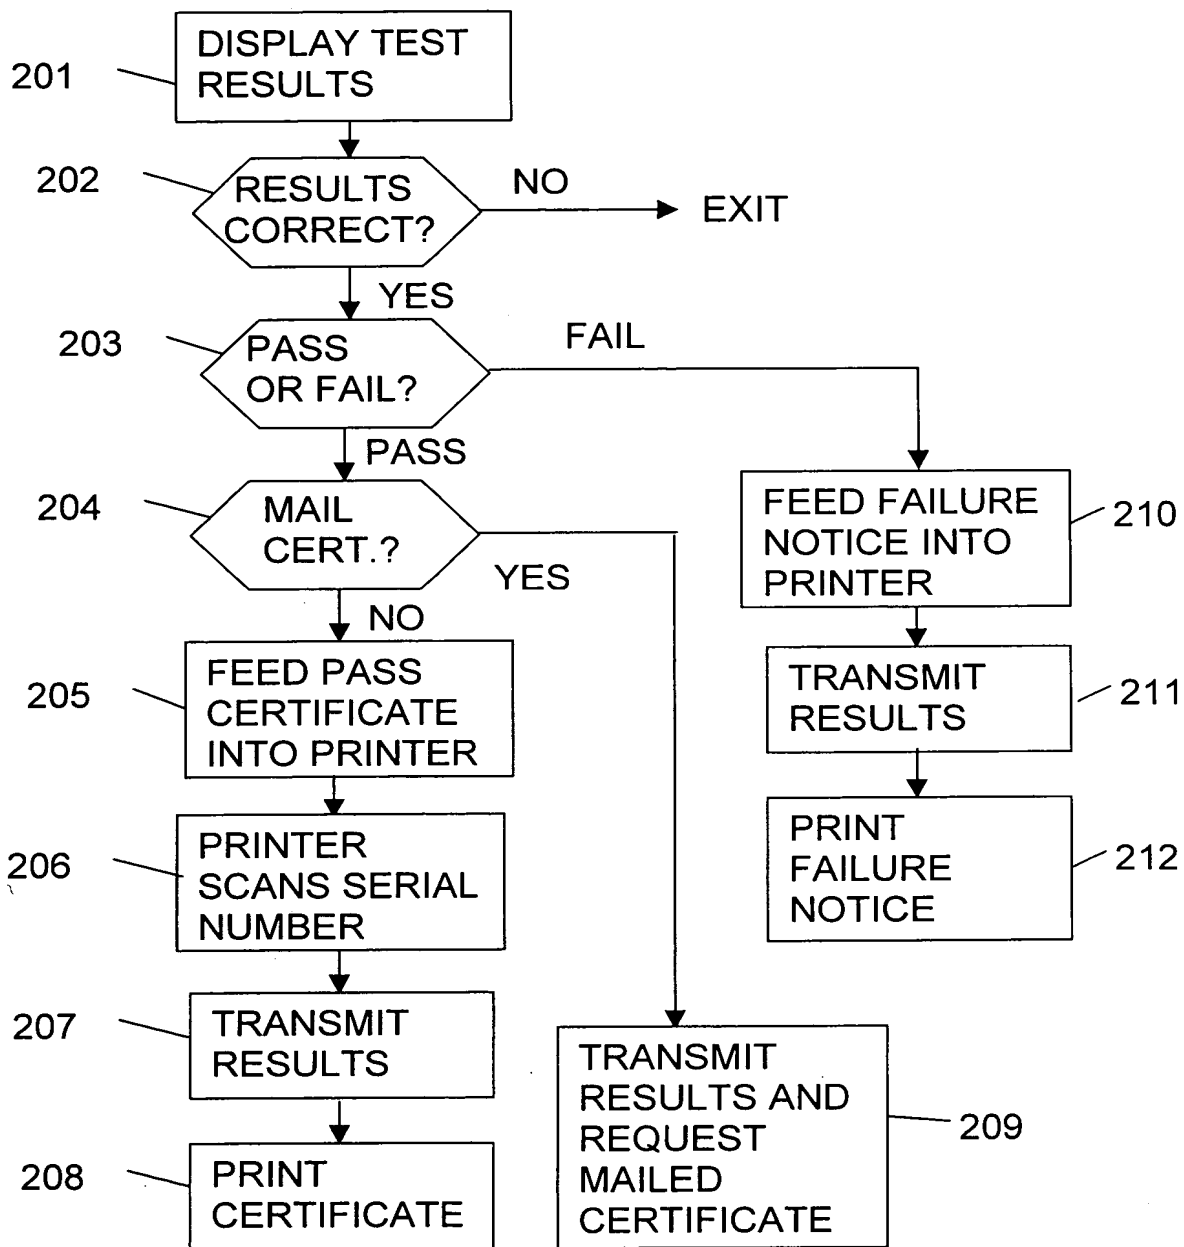 DISPLAY TEST
RESULTS
201
202
RESULTS
CORRECT?
NO
EXIT
YES
203
PASS
OR FAIL?
FAIL
PASS
204
MAIL
CERT.?
YES
NO
205
FEED PASS
CERTIFICATE
INTO PRINTER
206
PRINTER
SCANS SERIAL
NUMBER
207
TRANSMIT
RESULTS
208
PRINT
CERTIFICATE
TRANSMIT
RESULTS AND
REQUEST
MAILED
CERTIFICATE
209
FEED FAILURE
NOTICE INTO
PRINTER
210
TRANSMIT
RESULTS
211
PRINT
FAILURE
NOTICE
212